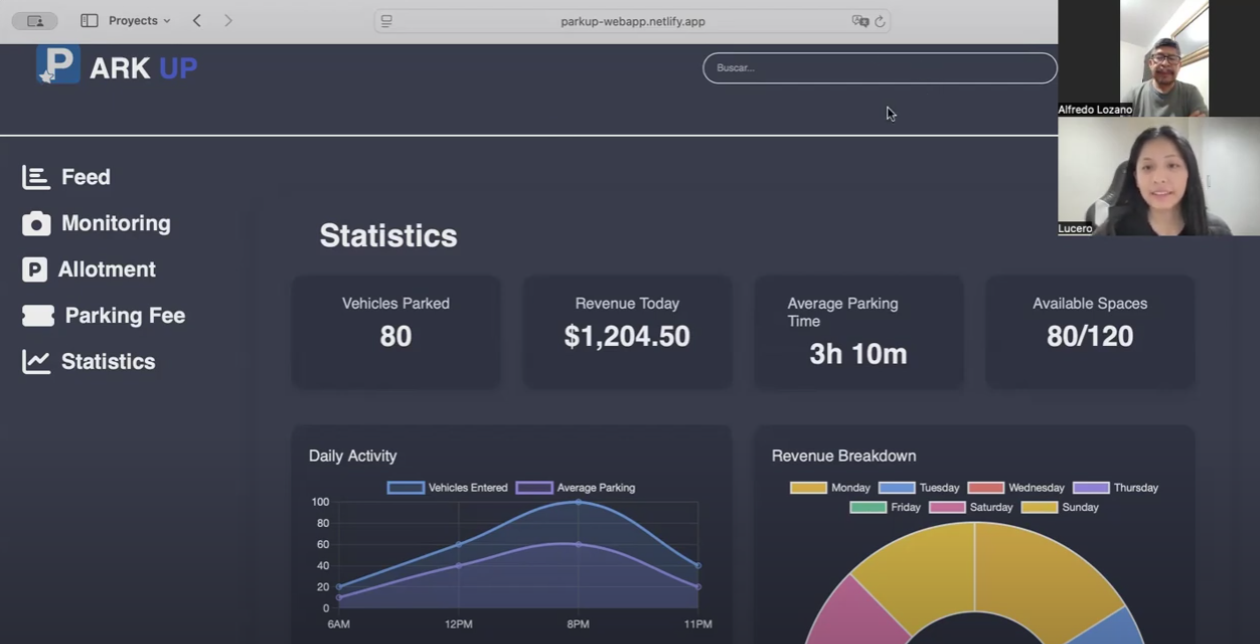 Proyects
parkup-webapp.netlify.app
P ARK UP
Buscar...
Alfredo Lozano
Lucero
Feed
Monitoring
P Allotment
Parking Fee
Statistics
Statistics
Vehicles Parked
80
Revenue Today
$1,204.50
Average Parking
Time
3h 10m
Available Spaces
80/120
Daily Activity
Vehicles Entered Average Parking
100
80
60
40
20
0
6AM 12PM 8PM 11PM
Revenue Breakdown
Monday Tuesday Wednesday Thursday
Friday Saturday Sunday